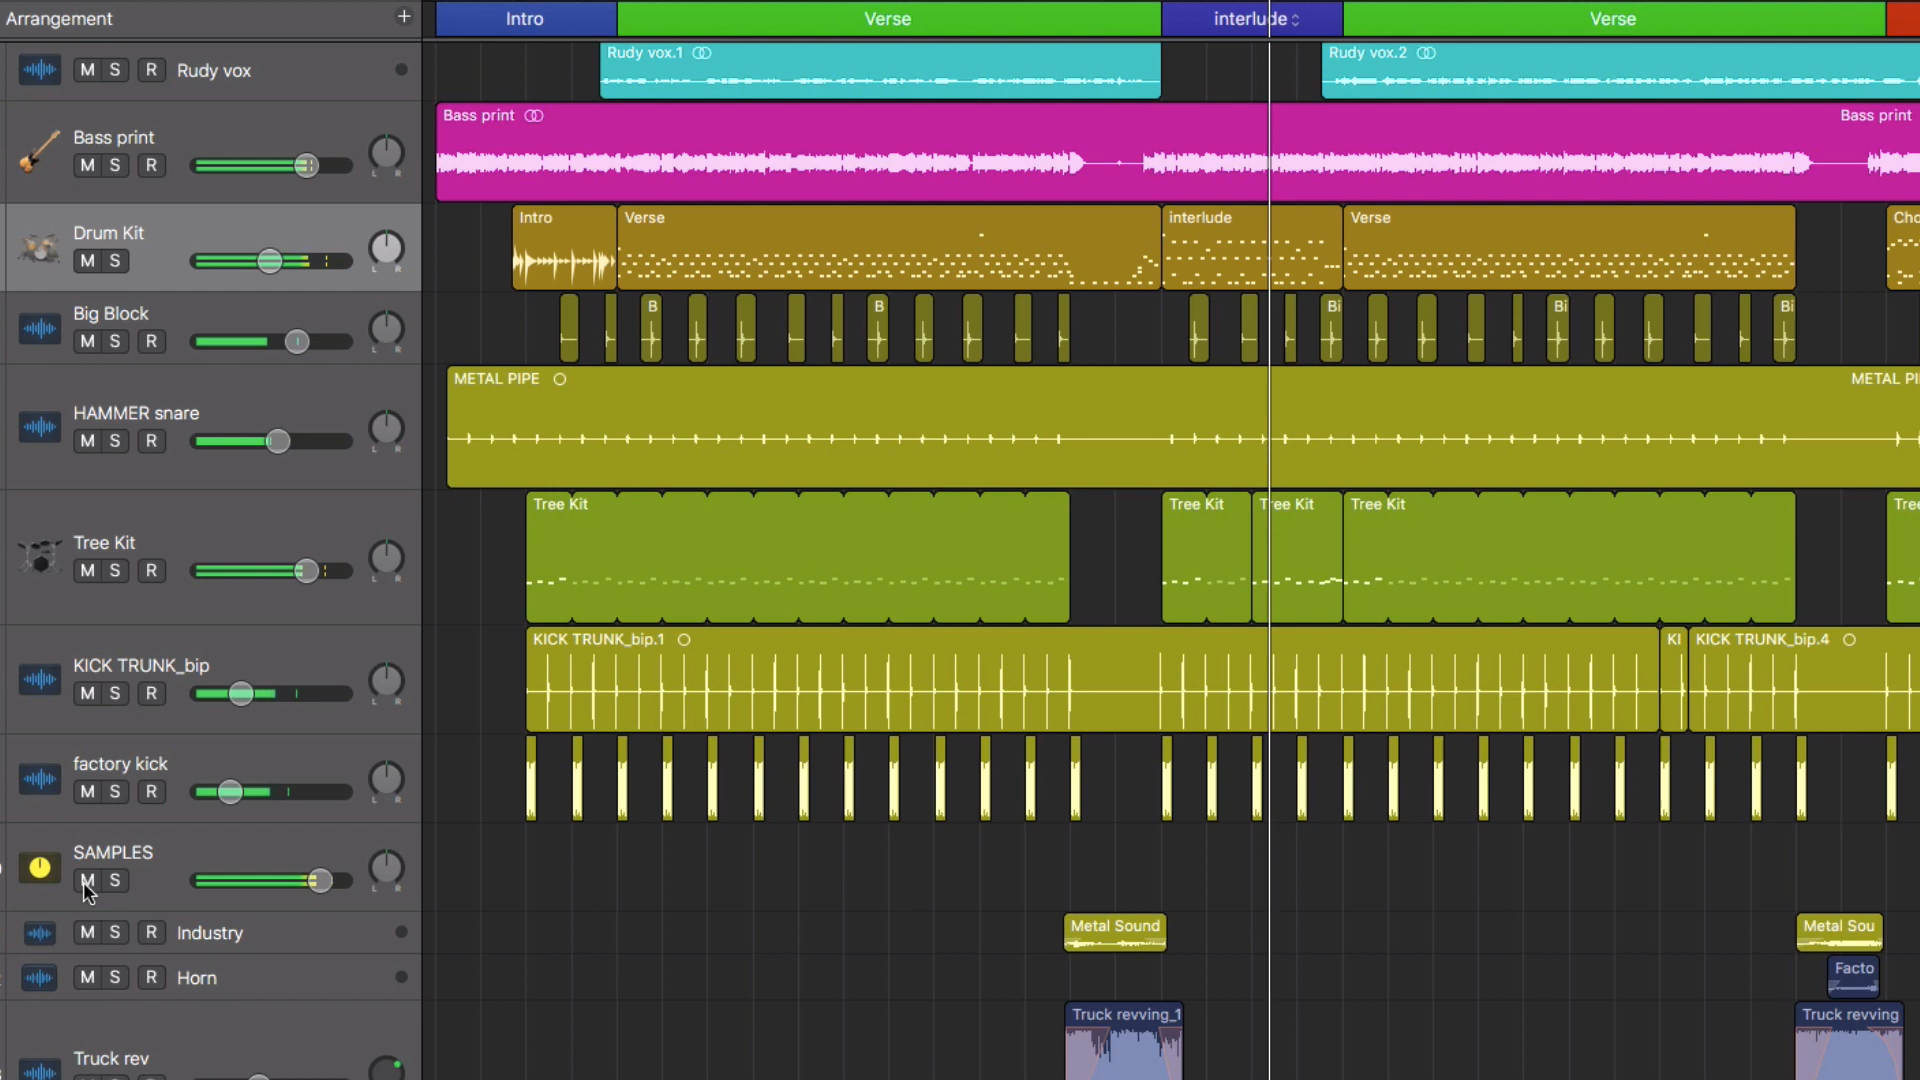 Arrangement + Intro Verse interlude Verse
M S R Rudy vox Rudy vox.1 Rudy vox.2
Bass print Bass print Bass print
M S R L R
Drum Kit Intro Verse interlude Verse Cho
M S L R
Big Block B B Bi Bi Bi
M S R L R
METAL PIPE METAL PI
HAMMER snare
M S R L R
Tree Kit Tree Kit Tree Kit Tree Kit Tree
Tree Kit
M S R L R
KICK TRUNK_bip.1 KI KICK TRUNK_bip.4
KICK TRUNK_bip
M S R L R
factory kick
M S R L R
SAMPLES
M S L R
M S R Industry Metal Sound Metal Sou
M S R Horn Facto
Truck revving_1 Truck revving
Truck rev